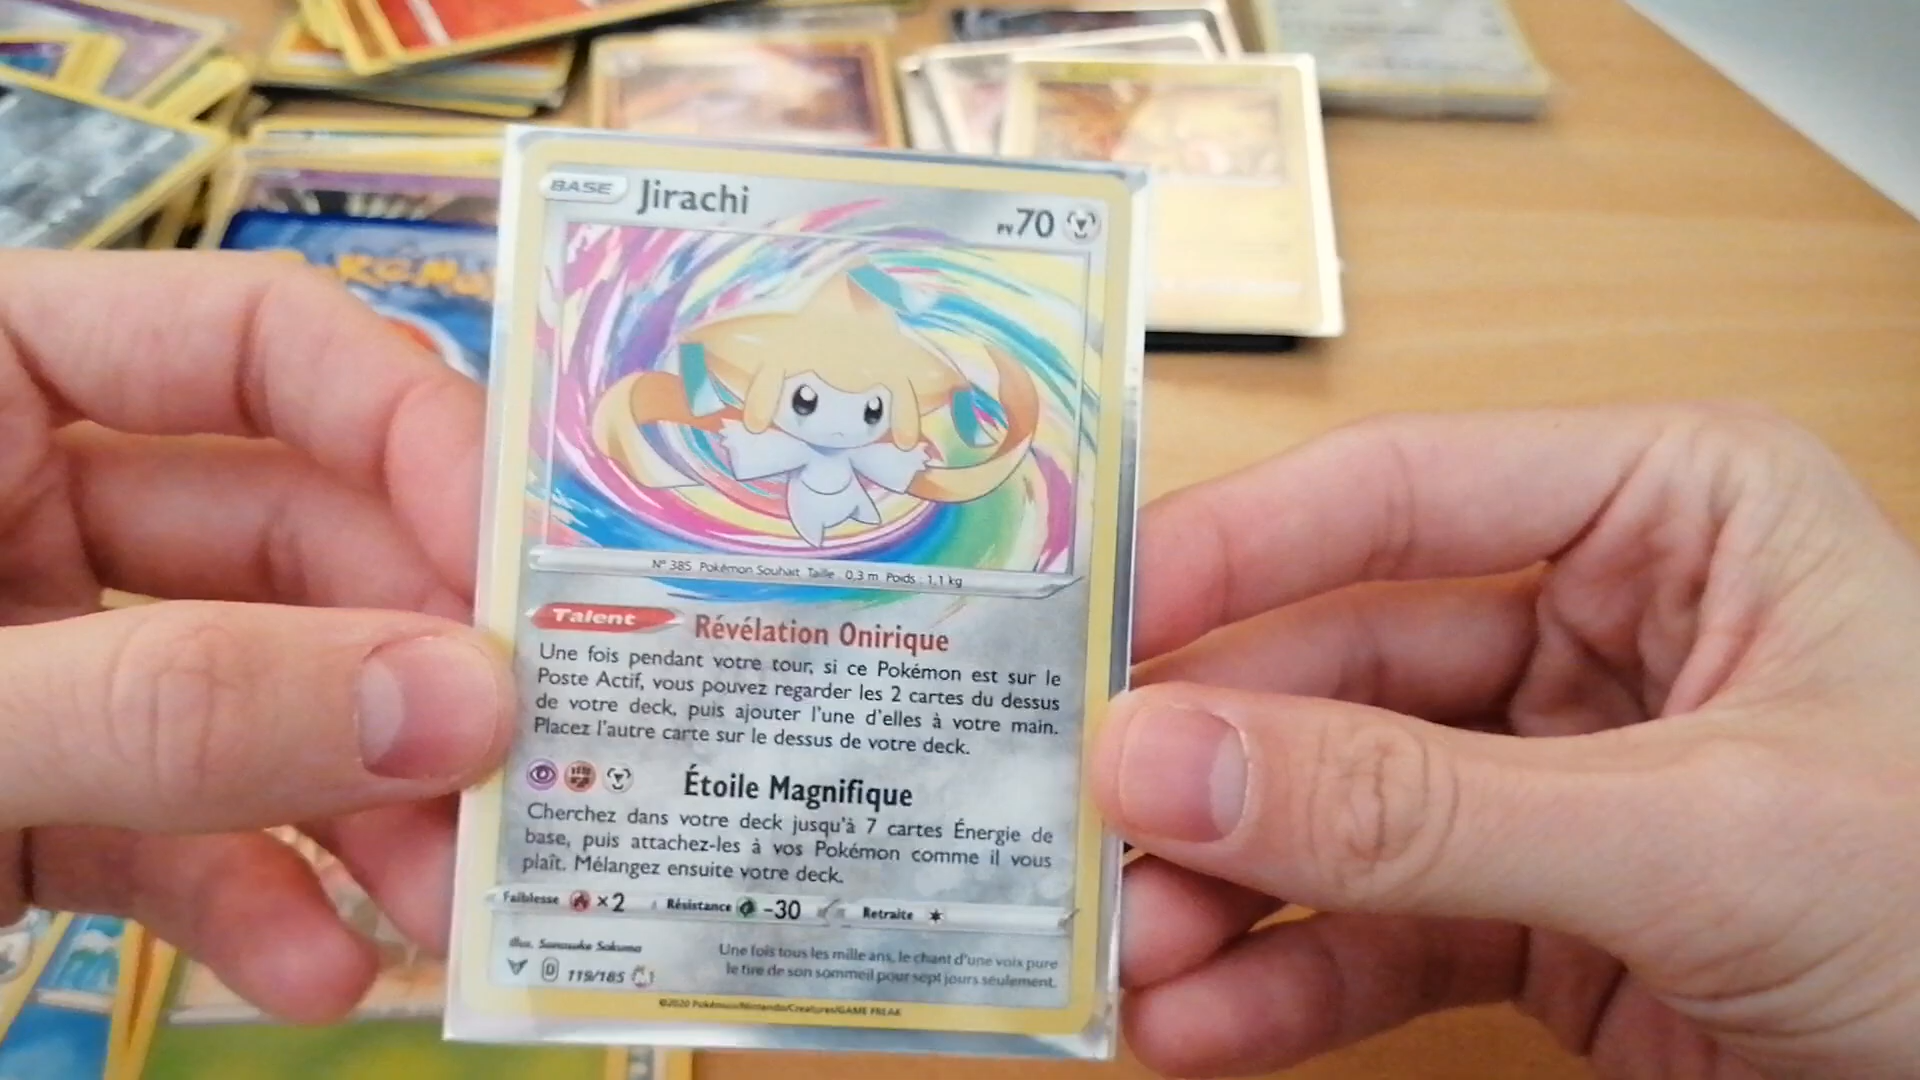 BASE Jirachi PV 70
N° 385 Pokémon Souhait Taille : 0,3 m Poids : 1,1 kg
Talent Révélation Onirique
Une fois pendant votre tour, si ce Pokémon est sur le
Poste Actif, vous pouvez regarder les 2 cartes du dessus
de votre deck, puis ajouter l'une d'elles à votre main.
Placez l'autre carte sur le dessus de votre deck.
Étoile Magnifique
Cherchez dans votre deck jusqu'à 7 cartes Énergie de
base, puis attachez-les à vos Pokémon comme il vous
plaît. Mélangez ensuite votre deck.
Faiblesse ×2 Résistance -30 Retraite
Illus. Sanosuke Sakuma
D 119/185
Une fois tous les mille ans, le chant d'une voix pure
le tire de son sommeil pour sept jours seulement.
©2020 Pokémon/Nintendo/Creatures/GAME FREAK